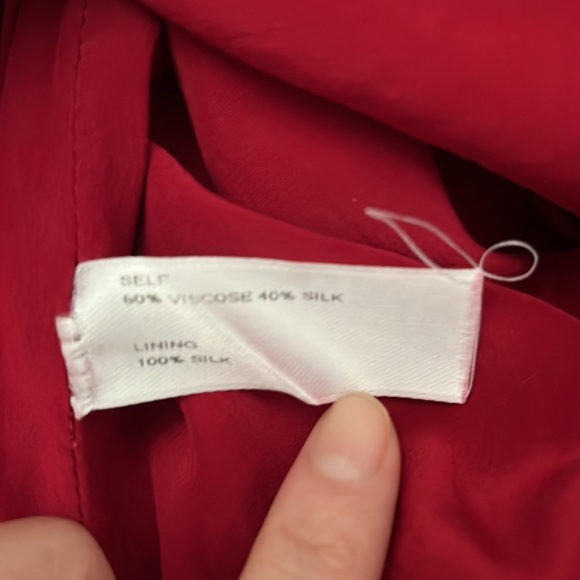 SELF
60% VISCOSE 40% SILK
LINING
100% SILK